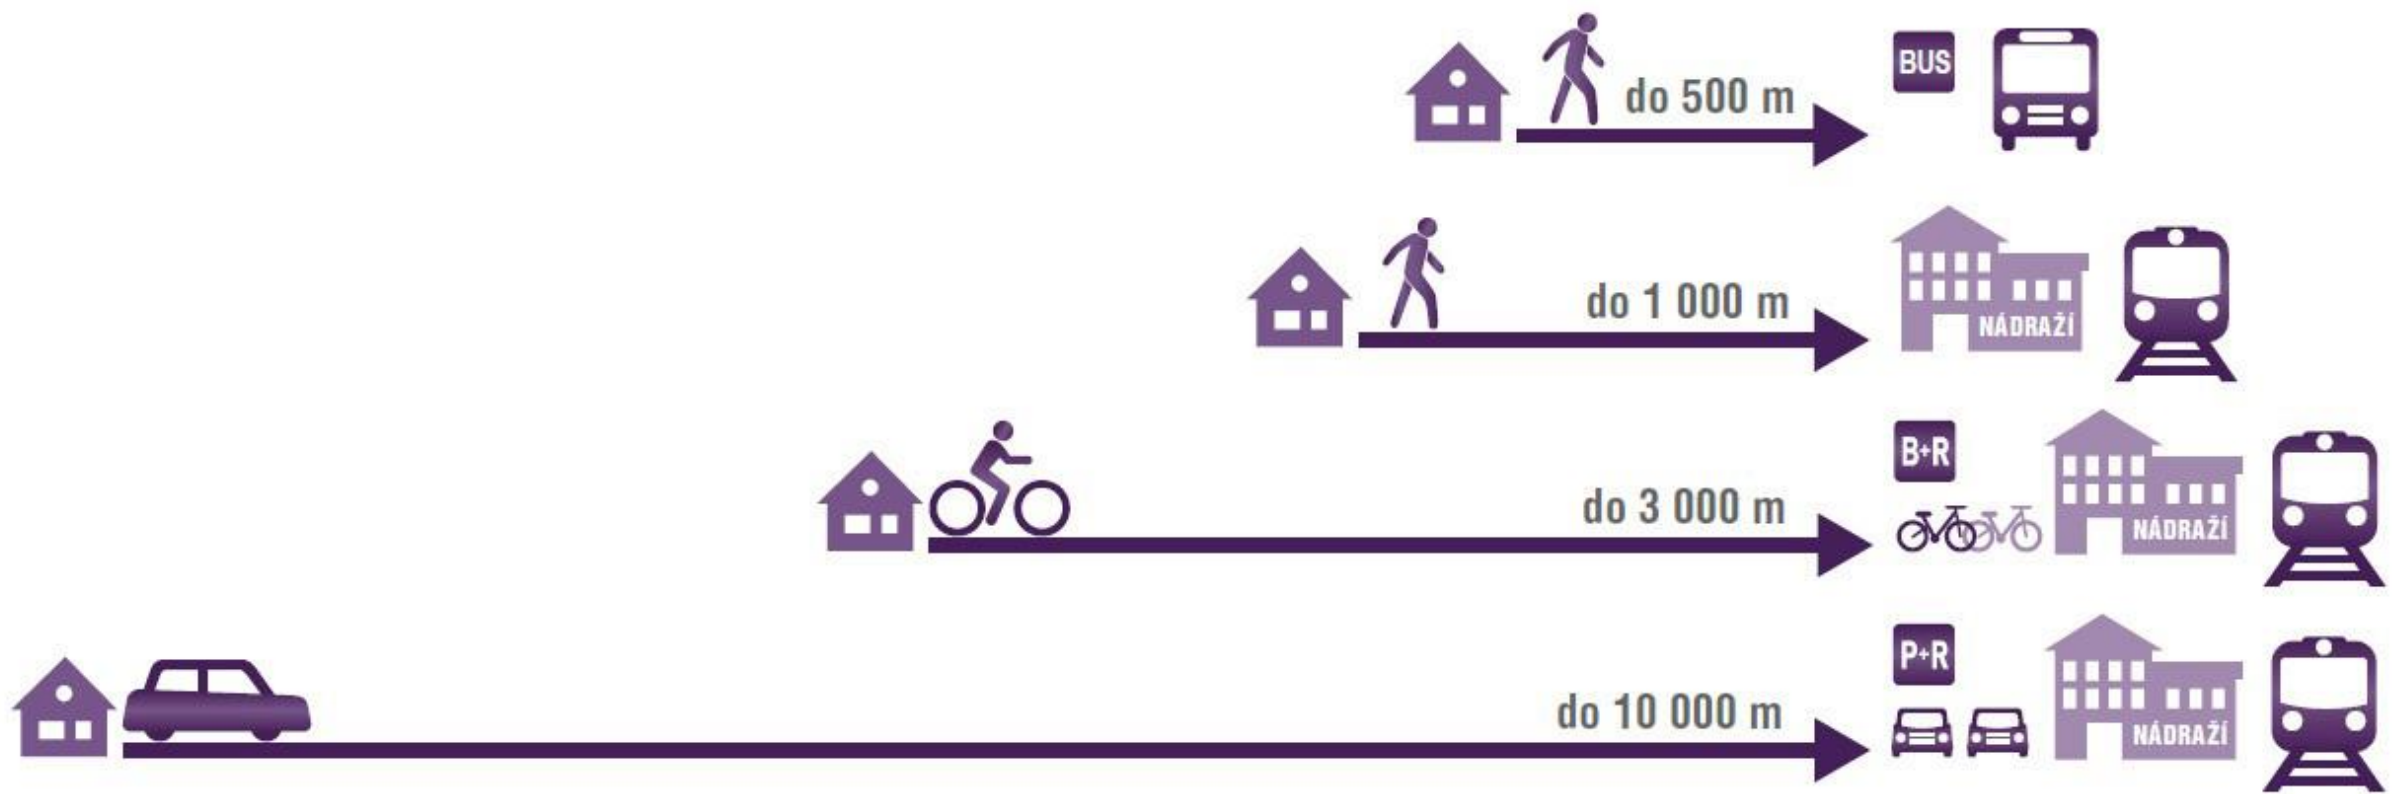 do 500 m
BUS
do 1 000 m
NÁDRAŽÍ
do 3 000 m
B+R
NÁDRAŽÍ
do 10 000 m
P+R
NÁDRAŽÍ